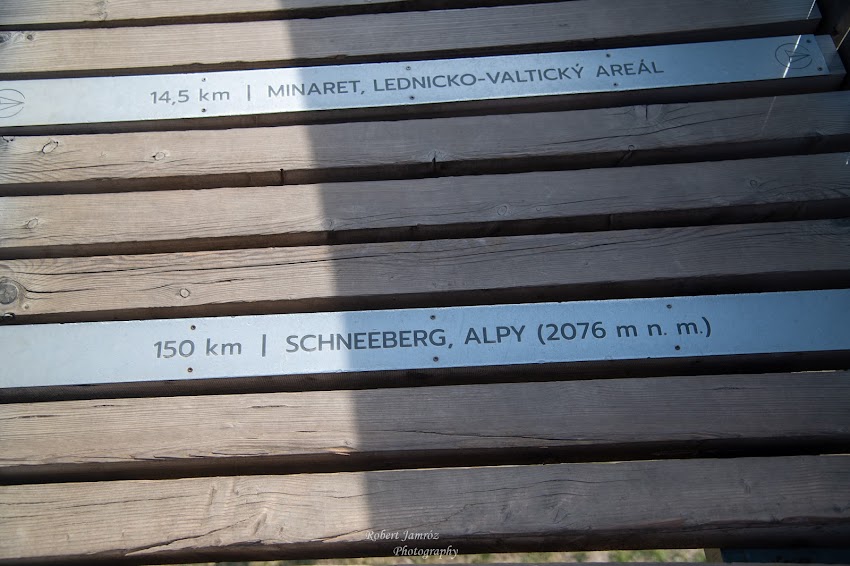 14,5 km | MINARET, LEDNICKO-VALTICKÝ AREÁL
150 km | SCHNEEBERG, ALPY (2076 m n. m.)
Robert Jamróz
Photography